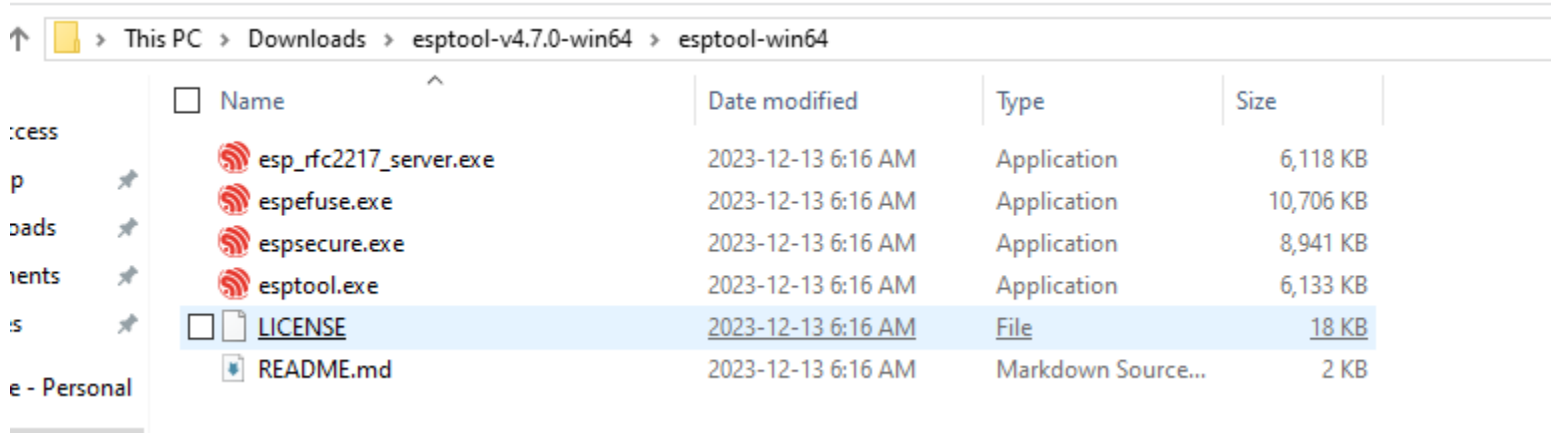 This PC > Downloads > esptool-v4.7.0-win64 > esptool-win64
Name Date modified Type Size
esp_rfc2217_server.exe 2023-12-13 6:16 AM Application 6,118 KB
espefuse.exe 2023-12-13 6:16 AM Application 10,706 KB
espsecure.exe 2023-12-13 6:16 AM Application 8,941 KB
esptool.exe 2023-12-13 6:16 AM Application 6,133 KB
LICENSE 2023-12-13 6:16 AM File 18 KB
README.md 2023-12-13 6:16 AM Markdown Source... 2 KB
e - Personal